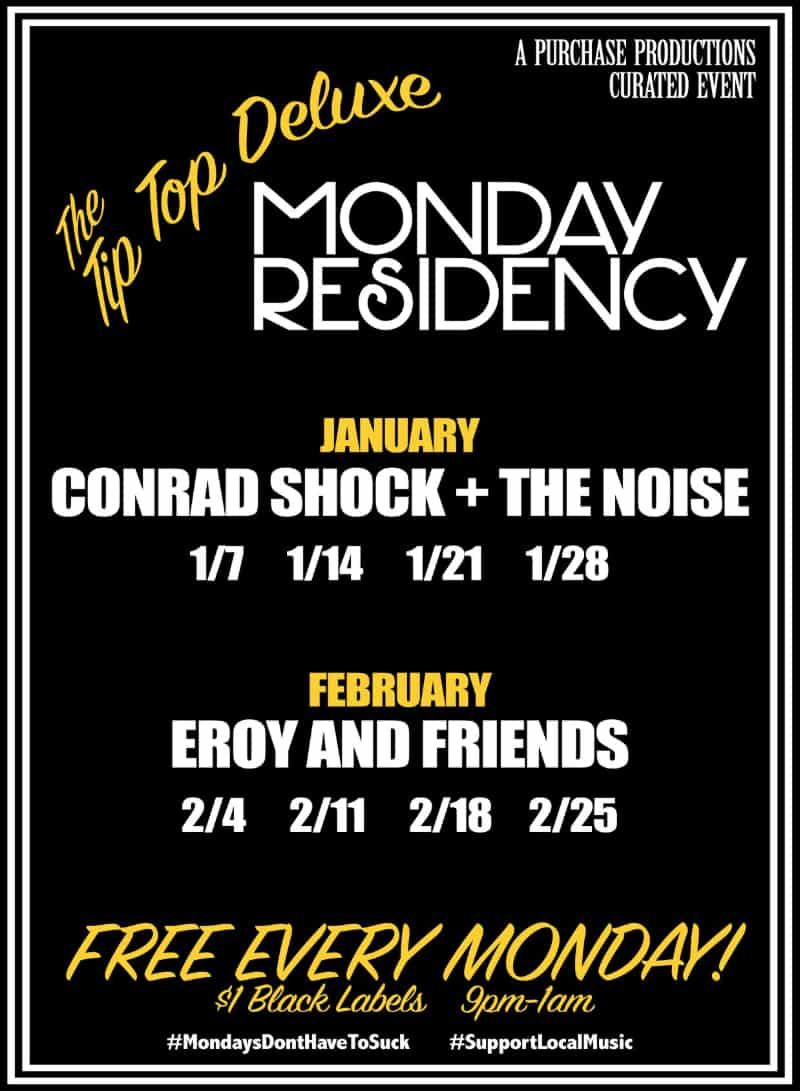 A PURCHASE PRODUCTIONS
CURATED EVENT
The Tip Top Deluxe
MONDAY
RESIDENCY
JANUARY
CONRAD SHOCK + THE NOISE
1/7 1/14 1/21 1/28
FEBRUARY
EROY AND FRIENDS
2/4 2/11 2/18 2/25
FREE EVERY MONDAY!
$1 Black Labels 9pm-1am
#MondaysDontHaveToSuck #SupportLocalMusic